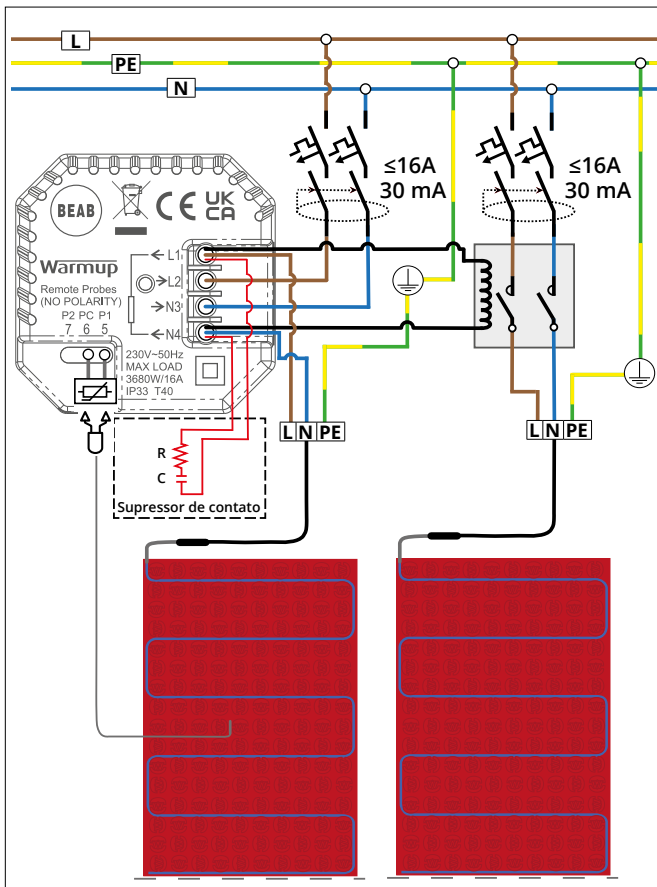 L
PE
N
≤16A
30 mA
≤16A
30 mA
BEAB
CE UK
CA
L1
Warmup
L2
Remote Probes
(NO POLARITY)
N3
P2 PC P1
7 6 5
N4
230V~50Hz
MAX LOAD
3680W/16A
IP33 T40
L N PE
L N PE
R
C
Supressor de contato